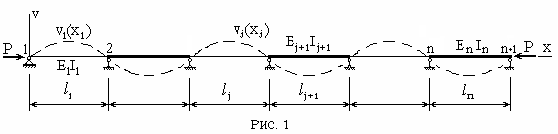 v
v₁(x₁) vⱼ(xⱼ) Eⱼ₊₁Iⱼ₊₁ Eₙ Iₙ
P 1 2 j j+1 n n+1 P x
E₁I₁
l₁ lⱼ lⱼ₊₁ lₙ
Рис. 1